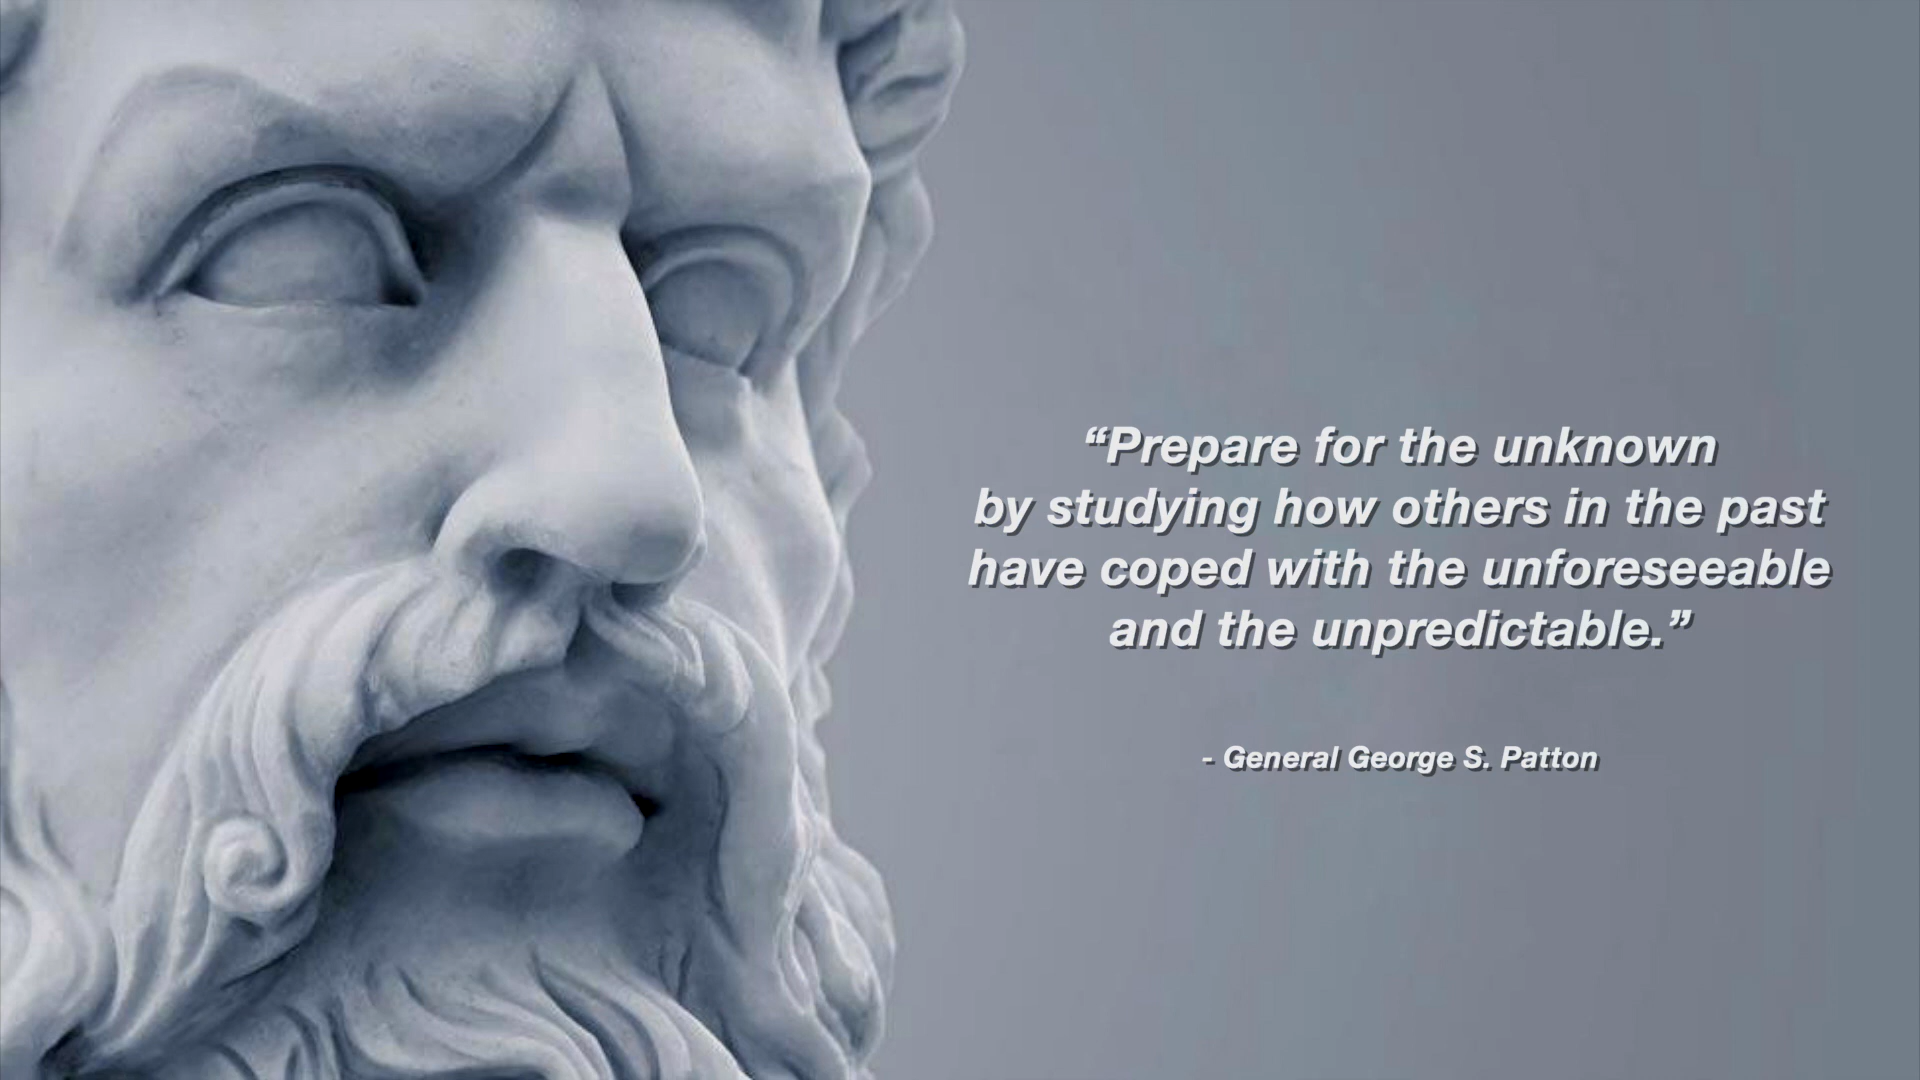 “Prepare for the unknown
by studying how others in the past
have coped with the unforeseeable
and the unpredictable.”
- General George S. Patton